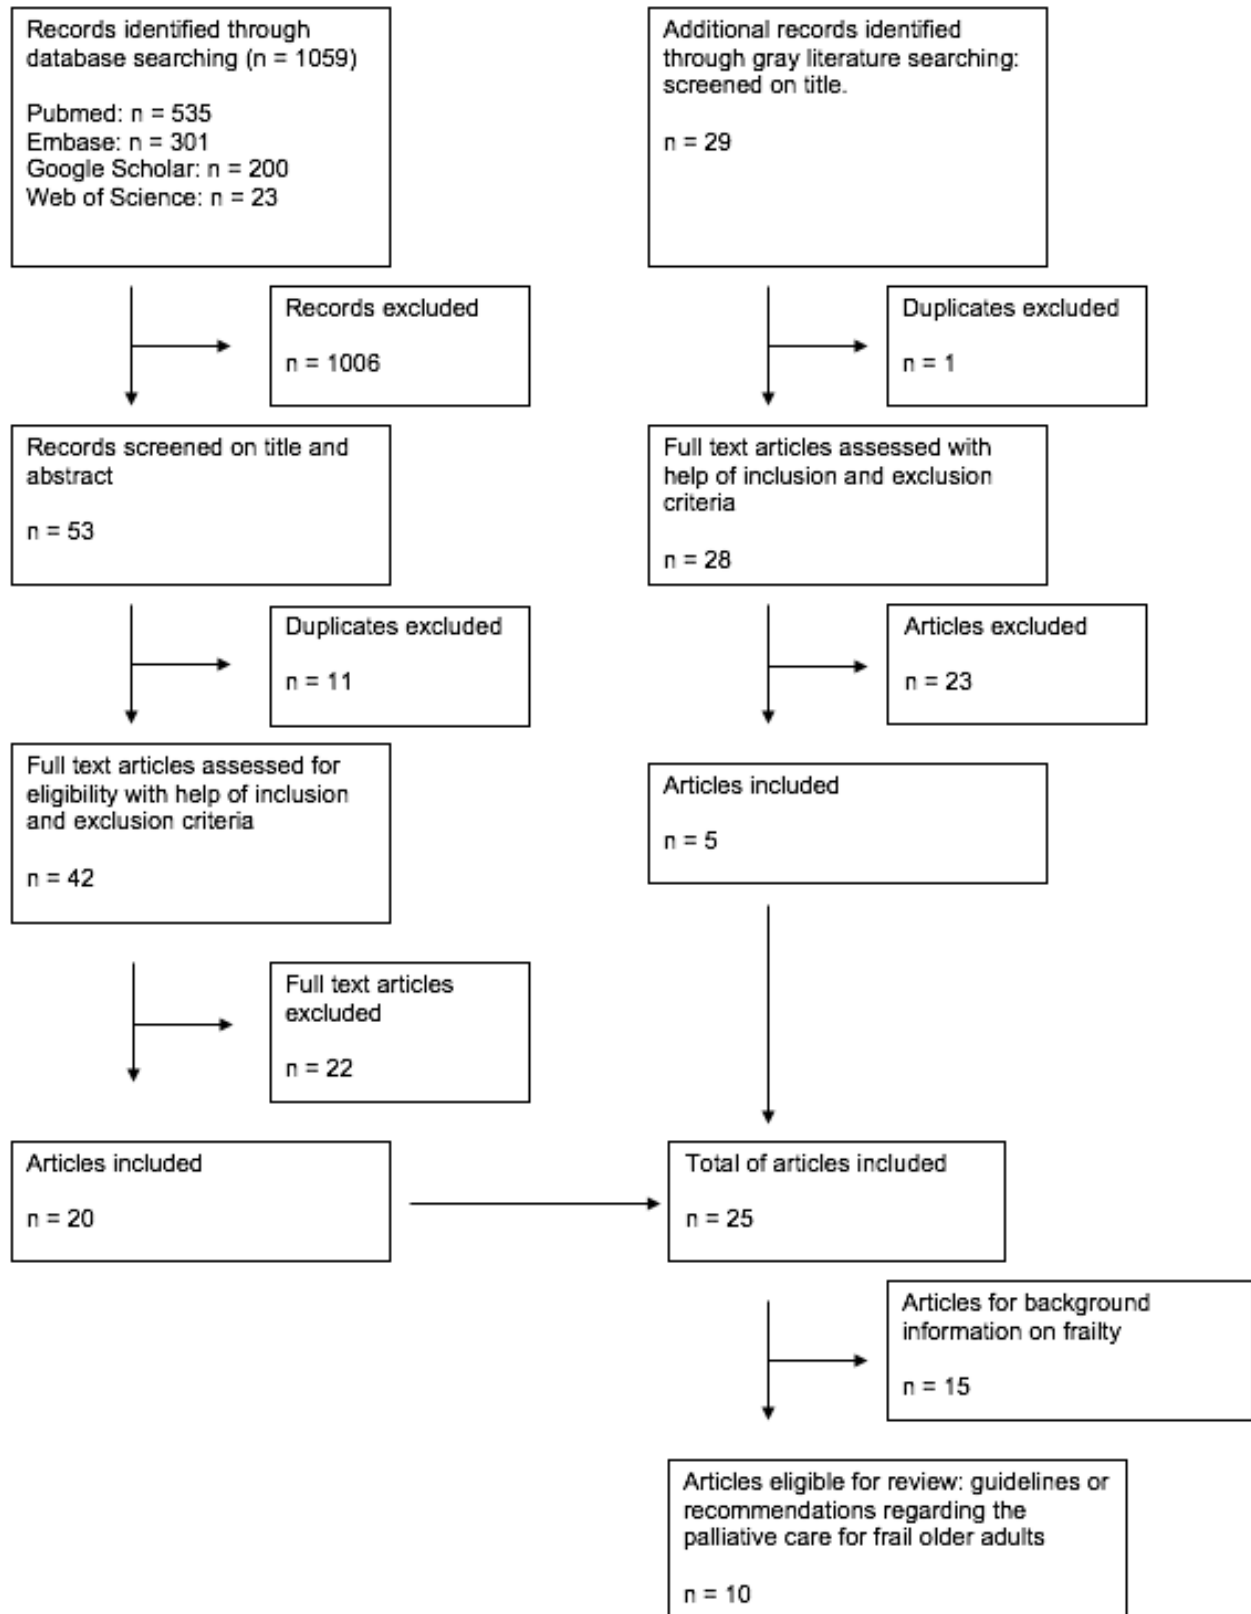 Records identified through
database searching (n = 1059)
Pubmed: n = 535
Embase: n = 301
Google Scholar: n = 200
Web of Science: n = 23
Additional records identified
through gray literature searching:
screened on title.
n = 29
Records excluded
n = 1006
Duplicates excluded
n = 1
Records screened on title and
abstract
n = 53
Full text articles assessed with
help of inclusion and exclusion
criteria
n = 28
Duplicates excluded
n = 11
Articles excluded
n = 23
Full text articles assessed for
eligibility with help of inclusion
and exclusion criteria
n = 42
Articles included
n = 5
Full text articles
excluded
n = 22
Articles included
n = 20
Total of articles included
n = 25
Articles for background
information on frailty
n = 15
Articles eligible for review: guidelines or
recommendations regarding the
palliative care for frail older adults
n = 10